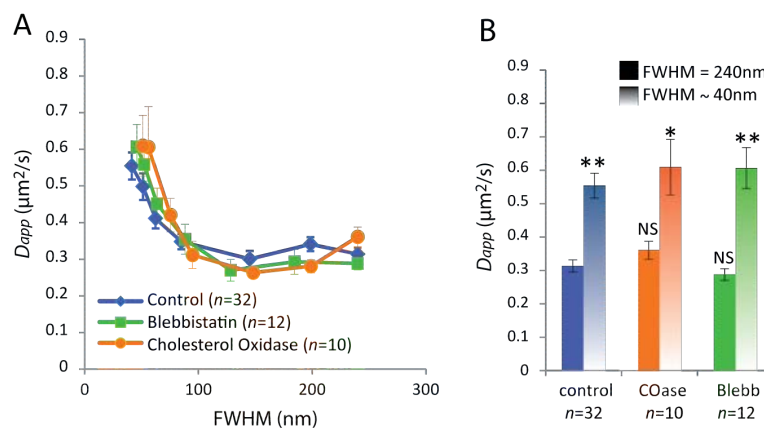 A
0.9
0.8
0.7
0.6
0.5
0.4
0.3
0.2
0.1
0
Dapp (μm²/s)
Control (n=32)
Blebbistatin (n=12)
Cholesterol Oxidase (n=10)
0 100 200 300
FWHM (nm)
B
FWHM = 240nm
FWHM ~ 40nm
0.9
0.8
0.7
0.6
0.5
0.4
0.3
0.2
0.1
0
Dapp (μm²/s)
** * **
NS NS
control COase Blebb
n=32 n=10 n=12